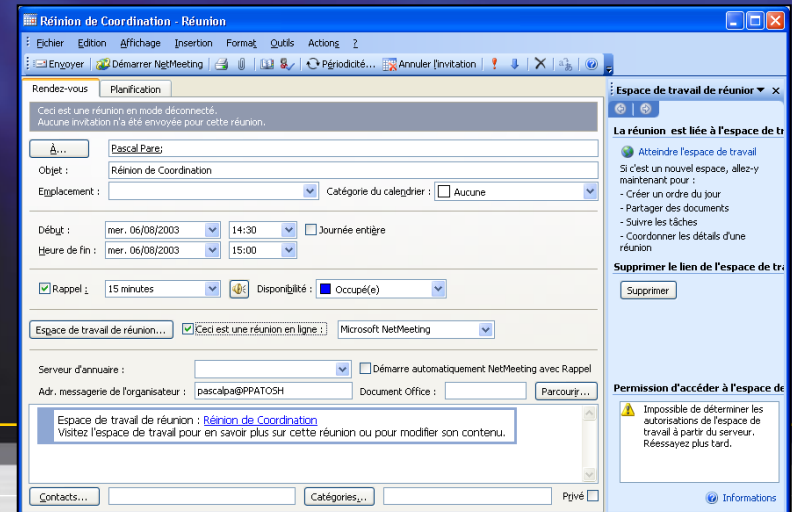 Réinion de Coordination - Réunion
Fichier Edition Affichage Insertion Format Outils Actions ?
Envoyer Démarrer NetMeeting Périodicité... Annuler l'invitation
Rendez-vous Planification
Ceci est une réunion en mode déconnecté.
Aucune invitation n'a été envoyée pour cette réunion.
À... Pascal Pare;
Objet : Réinion de Coordination
Emplacement : Catégorie du calendrier : Aucune
Début : mer. 06/08/2003 14:30 Journée entière
Heure de fin : mer. 06/08/2003 15:00
Rappel : 15 minutes Disponibilité : Occupé(e)
Espace de travail de réunion... Ceci est une réunion en ligne : Microsoft NetMeeting
Serveur d'annuaire : Démarre automatiquement NetMeeting avec Rappel
Adr. messagerie de l'organisateur : pascalpa@PPATOSH Document Office : Parcourir...
Espace de travail de réunion : Réinion de Coordination
Visitez l'espace de travail pour en savoir plus sur cette réunion ou pour modifier son contenu.
Contacts... Catégories... Privé
Espace de travail de réunior
La réunion est liée à l'espace de tr
Atteindre l'espace de travail
Si c'est un nouvel espace, allez-y
maintenant pour :
- Créer un ordre du jour
- Partager des documents
- Suivre les tâches
- Coordonner les détails d'une
réunion
Supprimer le lien de l'espace de tra
Supprimer
Permission d'accéder à l'espace de
Impossible de déterminer les
autorisations de l'espace de
travail à partir du serveur.
Réessayez plus tard.
Informations